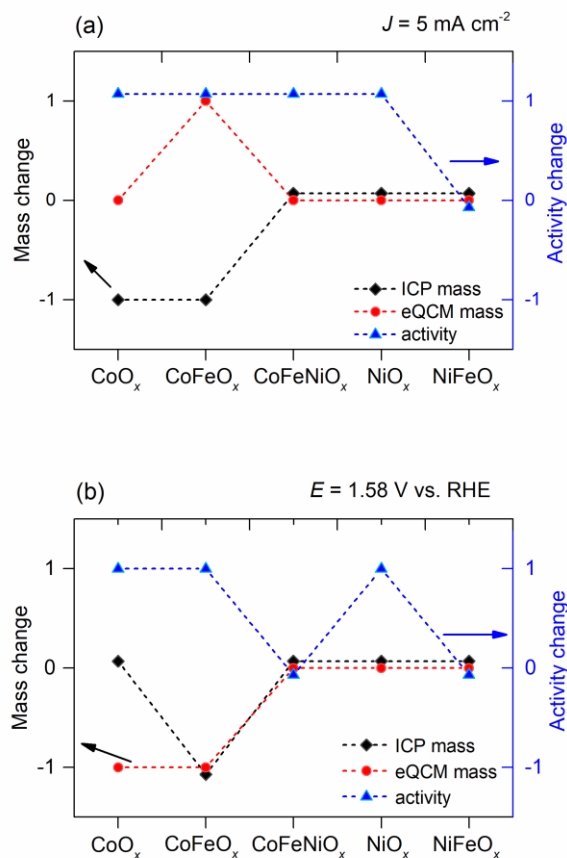 (a)
J = 5 mA cm⁻²
1
0
-1
Mass change
1
0
-1
Activity change
ICP mass
eQCM mass
activity
CoOₓ CoFeOₓ CoFeNiOₓ NiOₓ NiFeOₓ
(b)
E = 1.58 V vs. RHE
1
0
-1
Mass change
1
0
-1
Activity change
ICP mass
eQCM mass
activity
CoOₓ CoFeOₓ CoFeNiOₓ NiOₓ NiFeOₓ